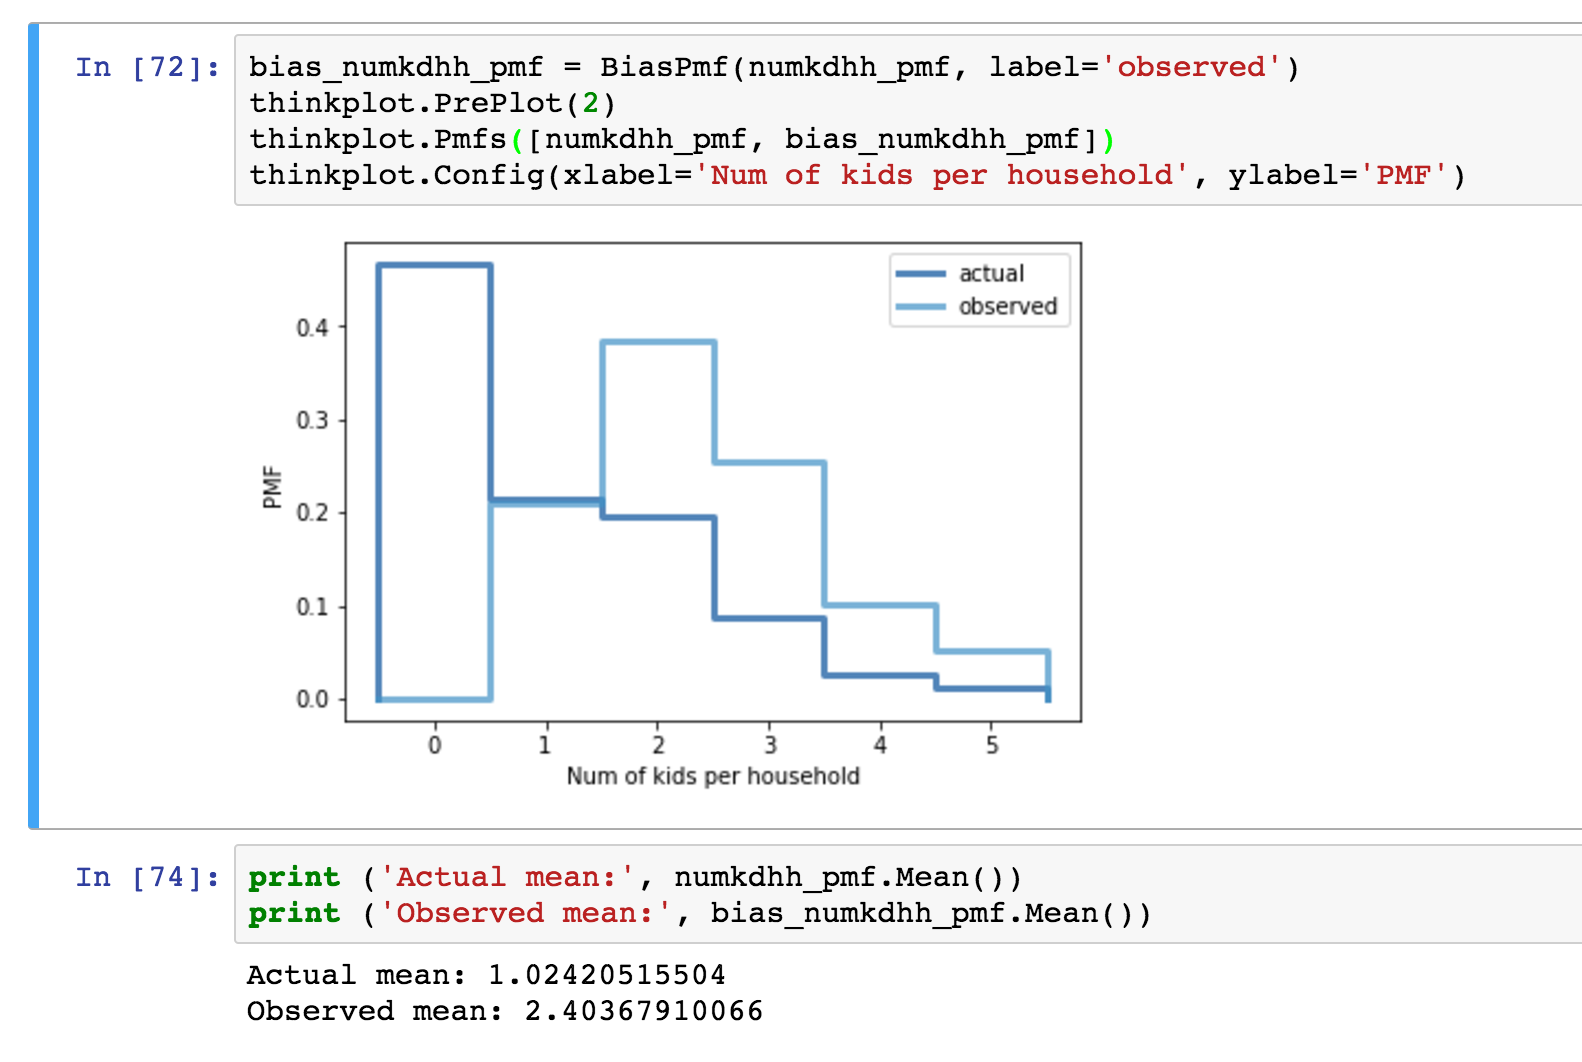 In [72]:
bias_numkdhh_pmf = BiasPmf(numkdhh_pmf, label='observed')
thinkplot.PrePlot(2)
thinkplot.Pmfs([numkdhh_pmf, bias_numkdhh_pmf])
thinkplot.Config(xlabel='Num of kids per household', ylabel='PMF')
actual
observed
PMF
0.4
0.3
0.2
0.1
0.0
0 1 2 3 4 5
Num of kids per household
In [74]:
print ('Actual mean:', numkdhh_pmf.Mean())
print ('Observed mean:', bias_numkdhh_pmf.Mean())
Actual mean: 1.02420515504
Observed mean: 2.40367910066